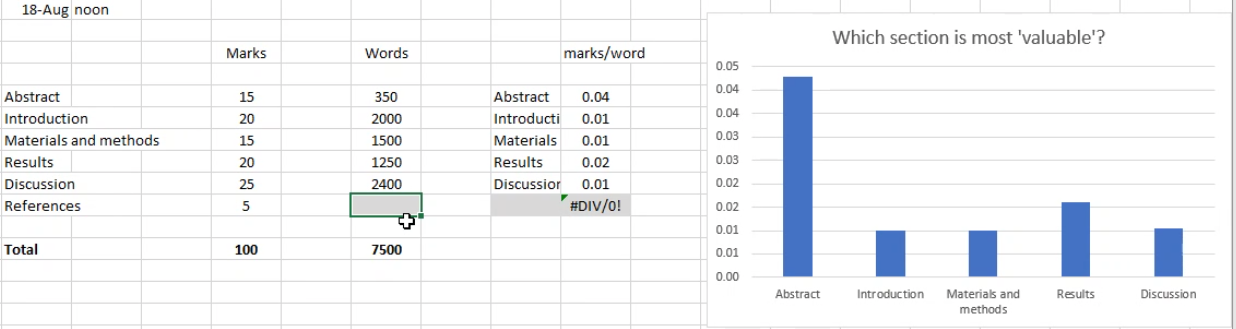 18-Aug noon
Marks Words marks/word
Abstract 15 350 Abstract 0.04
Introduction 20 2000 Introducti 0.01
Materials and methods 15 1500 Materials 0.01
Results 20 1250 Results 0.02
Discussion 25 2400 Discussion 0.01
References 5 #DIV/0!
Total 100 7500
Which section is most 'valuable'?
0.05
0.04
0.04
0.03
0.03
0.02
0.02
0.01
0.01
0.00
Abstract Introduction Materials and methods Results Discussion